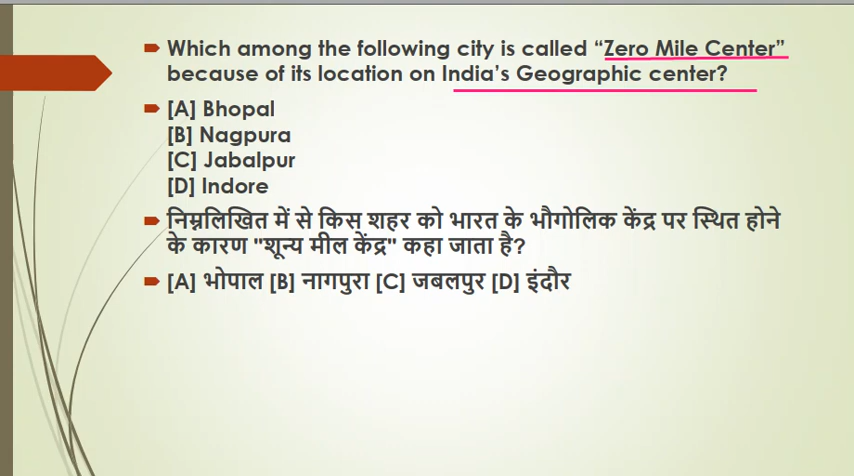 Which among the following city is called “Zero Mile Center”
because of its location on India’s Geographic center?
[A] Bhopal
[B] Nagpura
[C] Jabalpur
[D] Indore
निम्नलिखित में से किस शहर को भारत के भौगोलिक केंद्र पर स्थित होने
के कारण "शून्य मील केंद्र" कहा जाता है?
[A] भोपाल [B] नागपुरा [C] जबलपुर [D] इंदौर